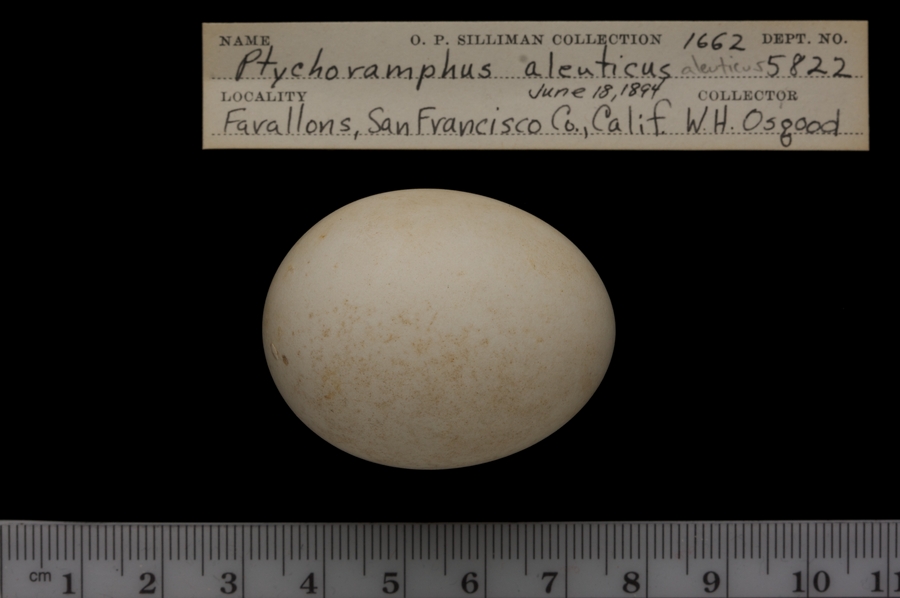 NAME O. P. SILLIMAN COLLECTION 1662 DEPT. NO.
Ptychoramphus aleuticus aleuticus 5822
LOCALITY June 18, 1894 COLLECTOR
Farallons, San Francisco Co., Calif. W.H. Osgood
cm 1 2 3 4 5 6 7 8 9 10 11